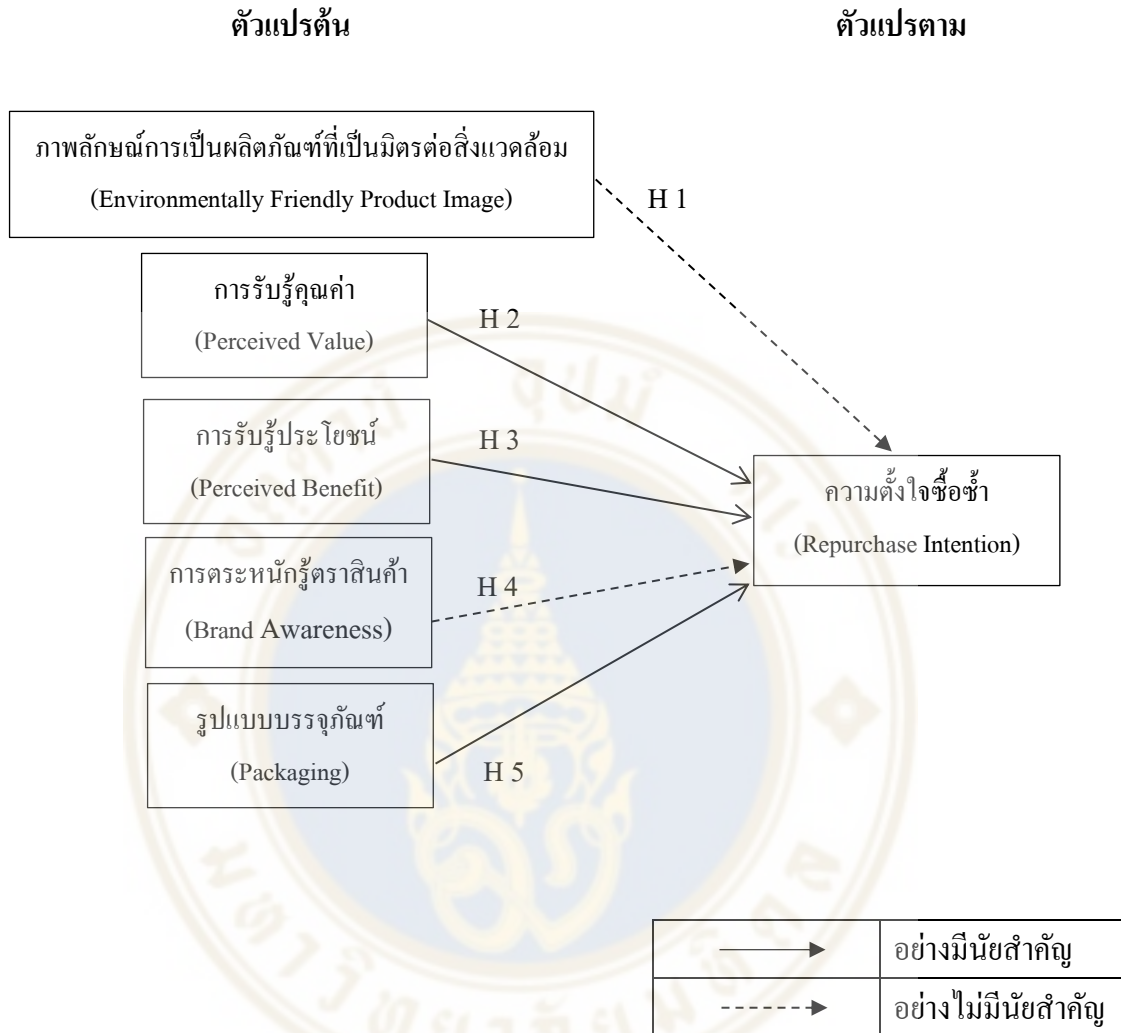 ตัวแปรต้น
ตัวแปรตาม
ภาพลักษณ์การเป็นผลิตภัณฑ์ที่เป็นมิตรต่อสิ่งแวดล้อม
(Environmentally Friendly Product Image)
H 1
การรับรู้คุณค่า
(Perceived Value)
H 2
การรับรู้ประโยชน์
(Perceived Benefit)
H 3
ความตั้งใจซื้อซ้ำ
(Repurchase Intention)
การตระหนักรู้ตราสินค้า
(Brand Awareness)
H 4
รูปแบบบรรจุภัณฑ์
(Packaging)
H 5
อย่างมีนัยสำคัญ
อย่างไม่มีนัยสำคัญ